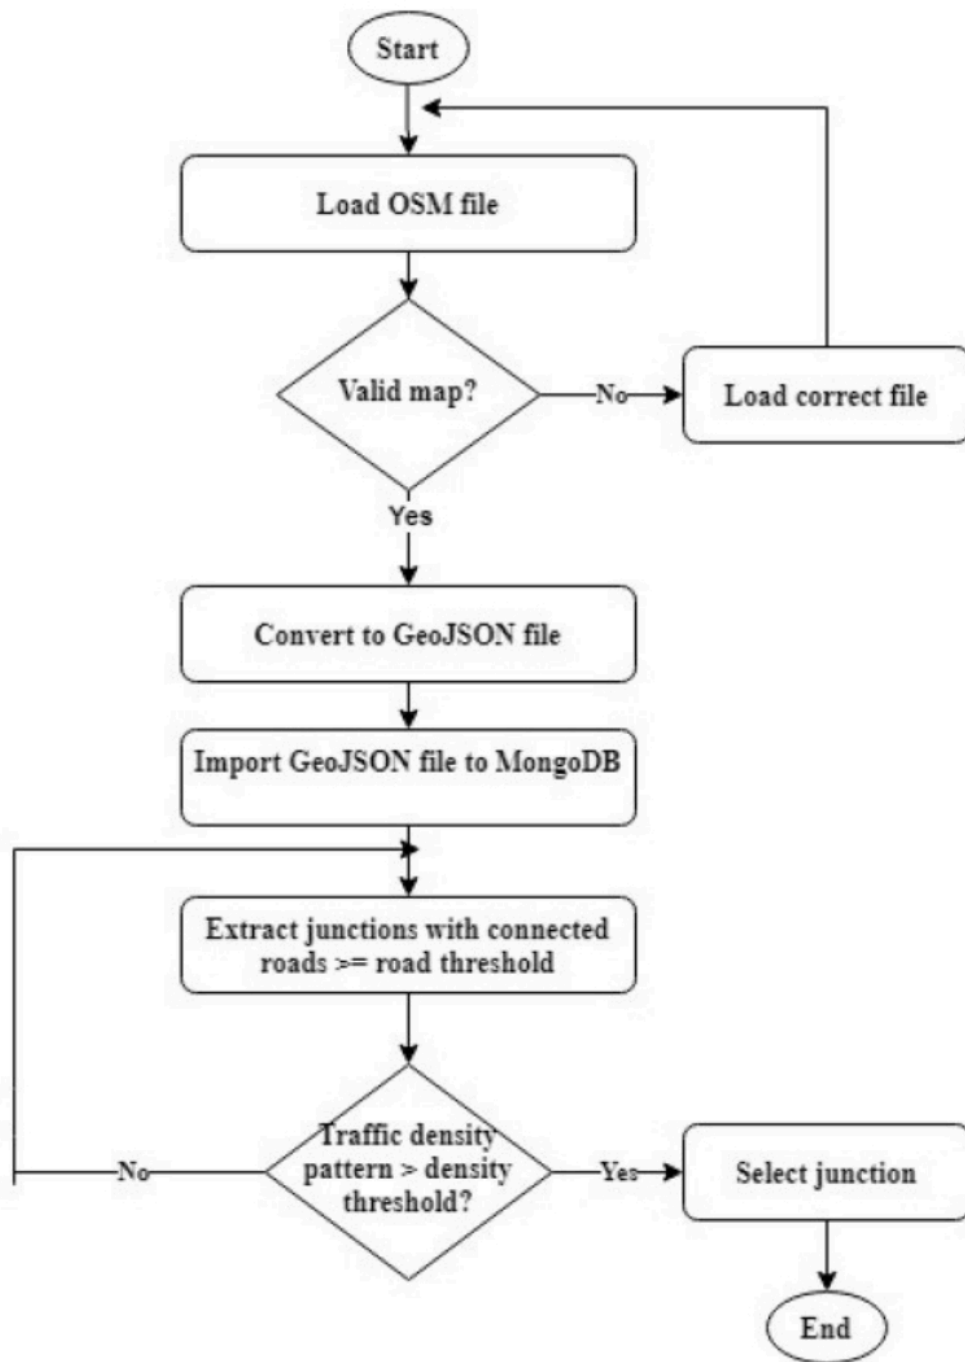 Start
Load OSM file
Valid map?
No
Load correct file
Yes
Convert to GeoJSON file
Import GeoJSON file to MongoDB
Extract junctions with connected
roads >= road threshold
Traffic density
pattern > density
threshold?
No
Yes
Select junction
End